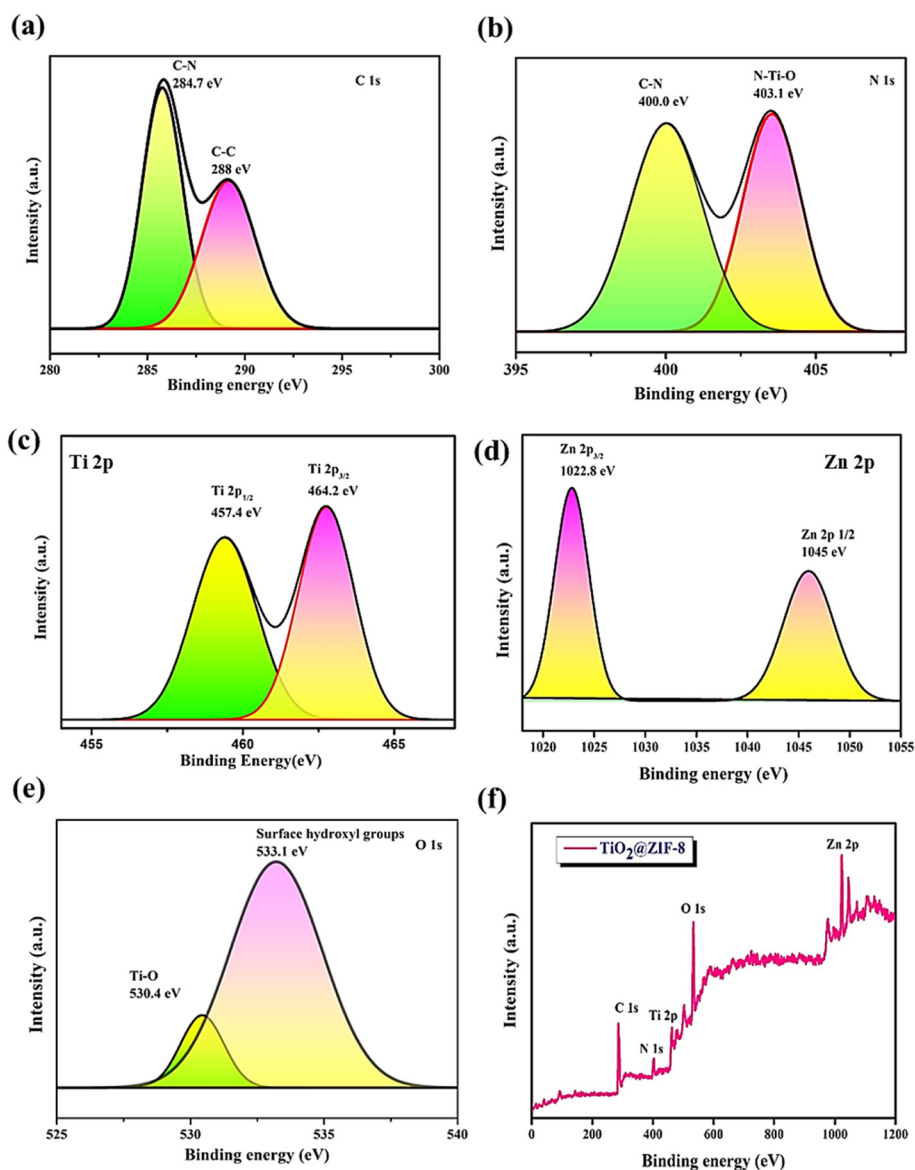 (a)
C-N
284.7 eV
C 1s
C-C
288 eV
Intensity (a.u.)
280 285 290 295 300
Binding energy (eV)
(b)
C-N
400.0 eV
N-Ti-O
403.1 eV
N 1s
Intensity (a.u.)
395 400 405
Binding energy (eV)
(c)
Ti 2p
Ti 2p1/2
457.4 eV
Ti 2p3/2
464.2 eV
Intensity (a.u.)
455 460 465
Binding Energy(eV)
(d)
Zn 2p3/2
1022.8 eV
Zn 2p
Zn 2p 1/2
1045 eV
Intensity (a.u.)
1020 1025 1030 1035 1040 1045 1050 1055
Binding energy (eV)
(e)
Surface hydroxyl groups
533.1 eV
O 1s
Ti-O
530.4 eV
Intensity (a.u.)
525 530 535 540
Binding energy (eV)
(f)
TiO2@ZIF-8
Zn 2p
O 1s
C 1s
Ti 2p
N 1s
Intensity (a.u.)
0 200 400 600 800 1000 1200
Binding energy (eV)